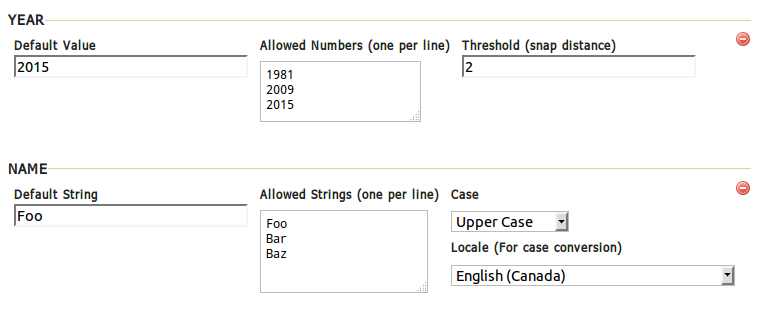 YEAR
Default Value
Allowed Numbers (one per line)
Threshold (snap distance)
2015
1981
2009
2015
2
NAME
Default String
Allowed Strings (one per line)
Case
Foo
Foo
Bar
Baz
Upper Case
Locale (For case conversion)
English (Canada)